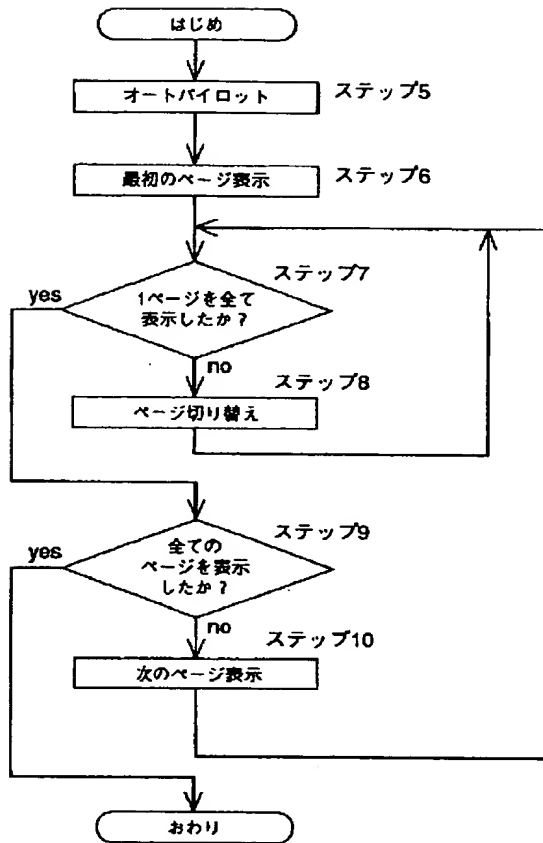 はじめ
オートパイロット
ステップ5
最初のページ表示
ステップ6
ステップ7
yes
1ページを全て
表示したか？
no
ステップ8
ページ切り替え
ステップ9
yes
全ての
ページを表示
したか？
no
ステップ10
次のページ表示
おわり